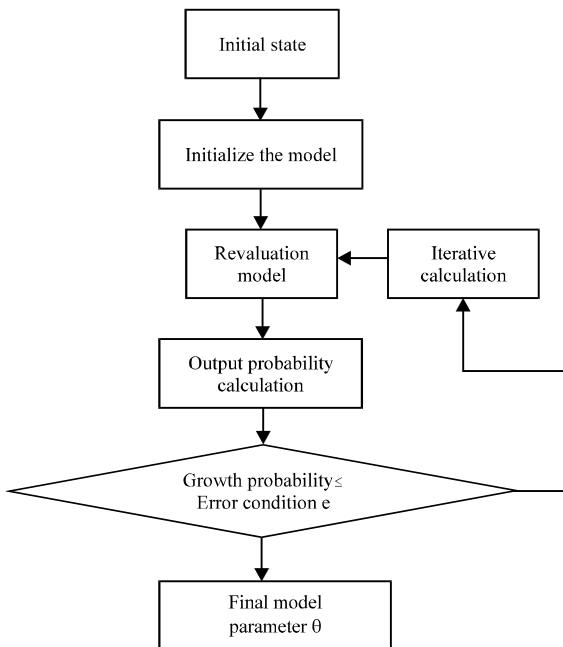 Initial state
Initialize the model
Revaluation
model
Iterative
calculation
Output probability
calculation
Growth probability≤
Error condition e
Final model
parameter θ